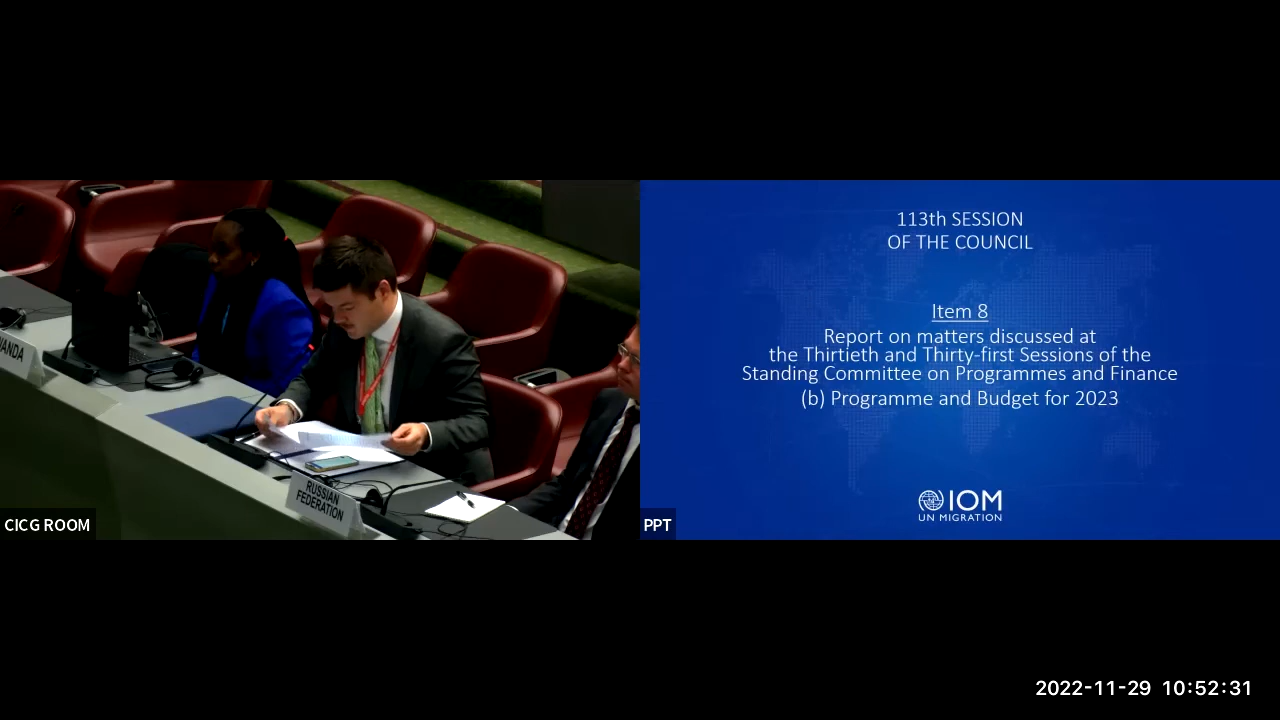 RUSSIAN
FEDERATION
CICG ROOM
113th SESSION
OF THE COUNCIL
Item 8
Report on matters discussed at
the Thirtieth and Thirty-first Sessions of the
Standing Committee on Programmes and Finance
(b) Programme and Budget for 2023
IOM
UN MIGRATION
PPT
2022-11-29 10:52:31